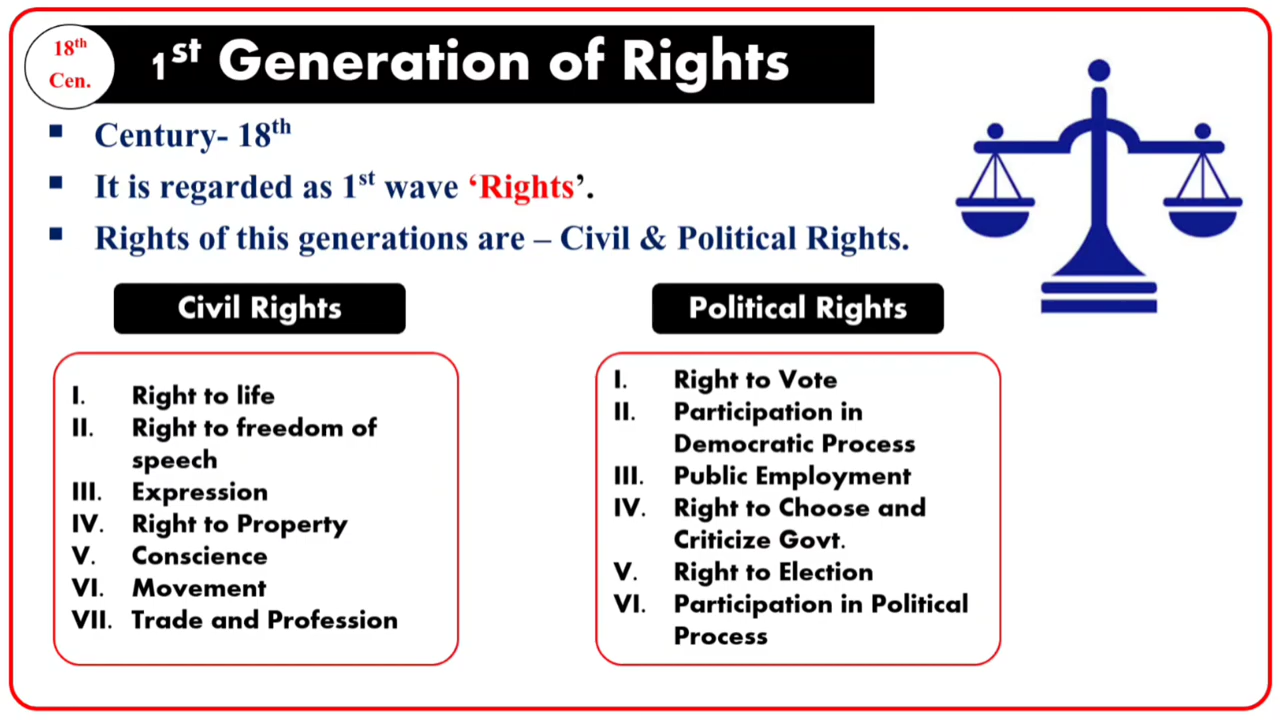 18th
Cen.
1st Generation of Rights
▪ Century- 18th
▪ It is regarded as 1st wave ‘Rights’.
▪ Rights of this generations are – Civil & Political Rights.
Civil Rights
I. Right to life
II. Right to freedom of
speech
III. Expression
IV. Right to Property
V. Conscience
VI. Movement
VII. Trade and Profession
Political Rights
I. Right to Vote
II. Participation in
Democratic Process
III. Public Employment
IV. Right to Choose and
Criticize Govt.
V. Right to Election
VI. Participation in Political
Process